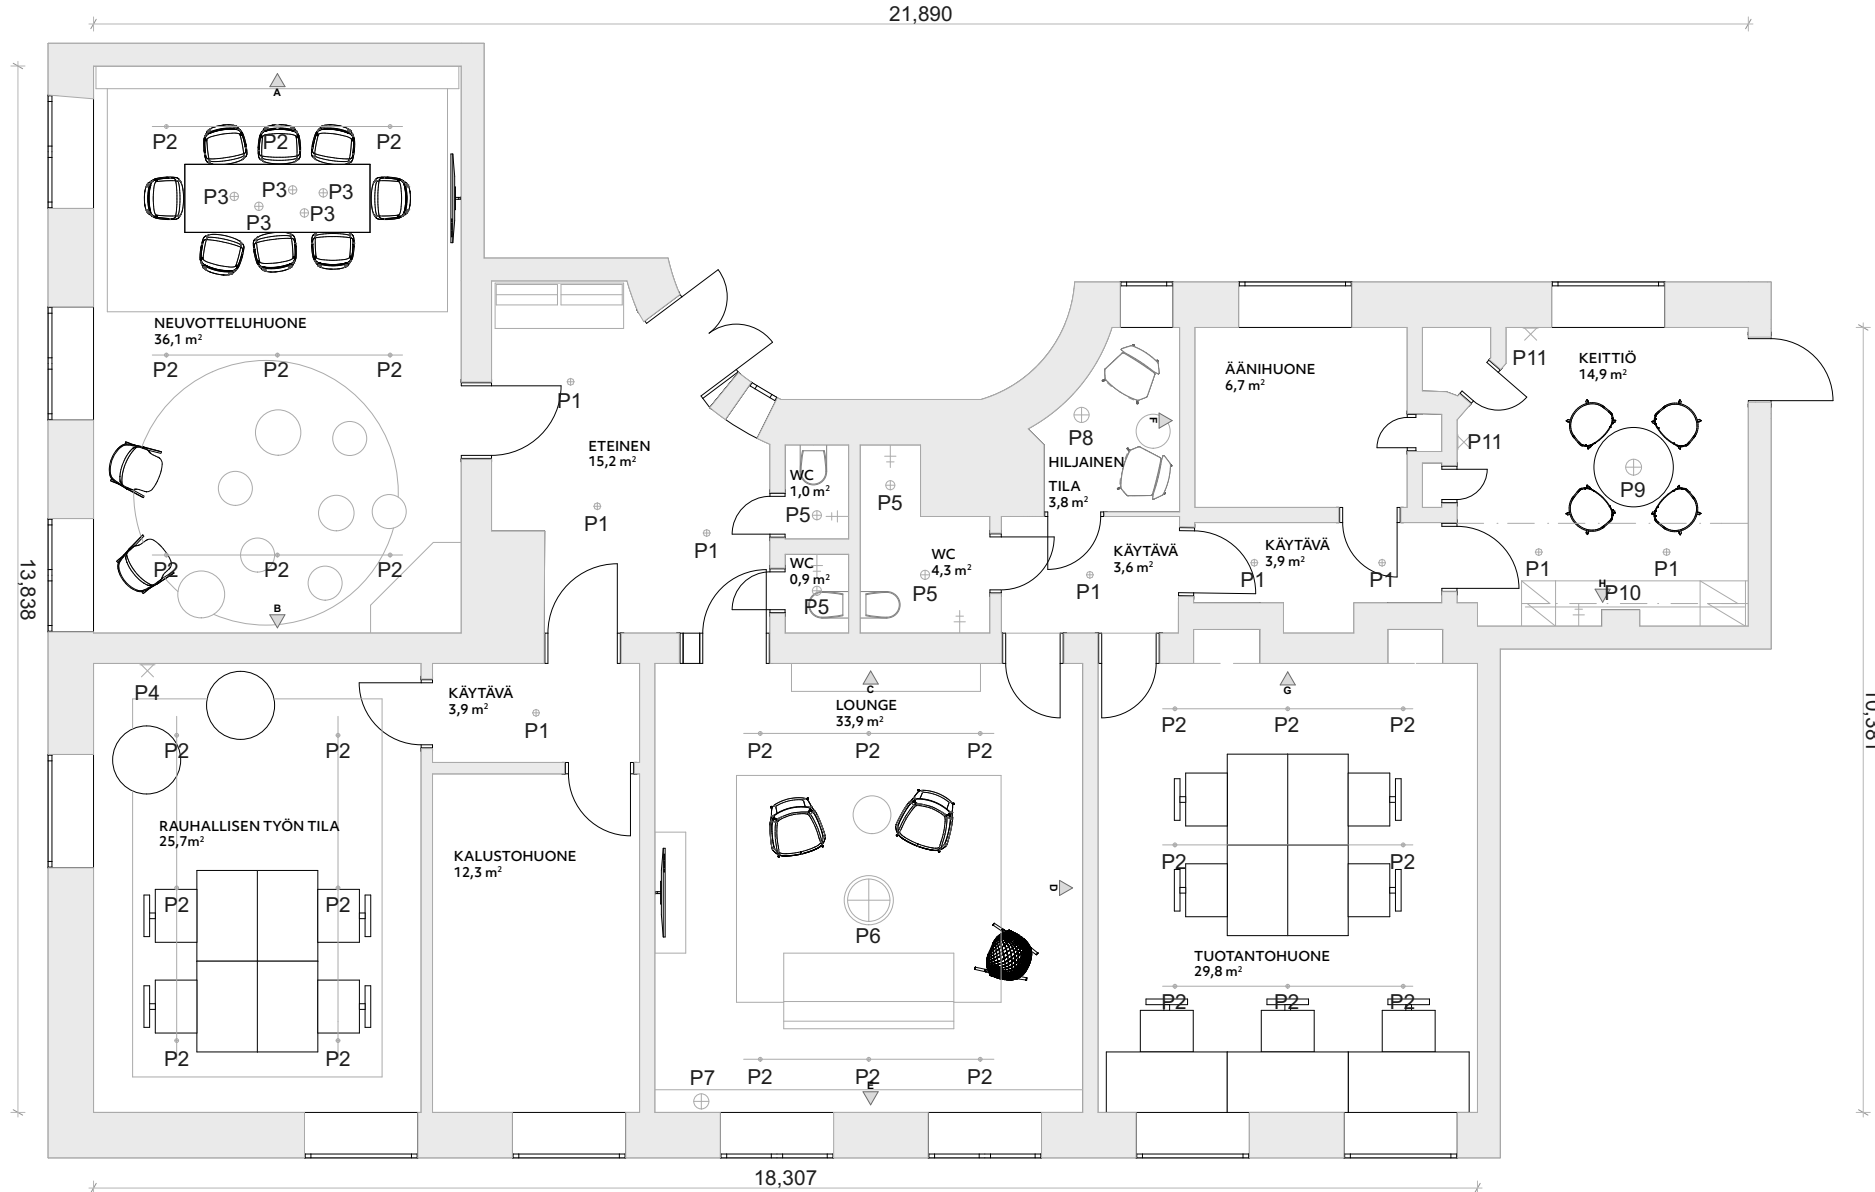 21,890
A
P2
P2
P2
P3
P3
P3
P3
P3
NEUVOTTELUHUONE
36,1 m²
P2
P2
P2
P2
P2
P2
B
13,838
P1
ETEINEN
15,2 m²
P1
P1
WC
1,0 m²
P5
WC
0,9 m²
P5
P5
WC
4,3 m²
P5
P8
F
HILJAINEN
TILA
3,8 m²
KÄYTÄVÄ
3,6 m²
P1
ÄÄNIHUONE
6,7 m²
KÄYTÄVÄ
3,9 m²
P1
P1
P11
KEITTIÖ
14,9 m²
P11
P9
P1
P1
H
P10
10,381
P4
P2
P2
RAUHALLISEN TYÖN TILA
25,7m²
P2
P2
P2
P2
KÄYTÄVÄ
3,9 m²
P1
KALUSTOHUONE
12,3 m²
C
LOUNGE
33,9 m²
P2
P2
P2
D
P6
P7
P2
P2
P2
E
G
P2
P2
P2
P2
P2
TUOTANTOHUONE
29,8 m²
P2
P2
P2
18,307